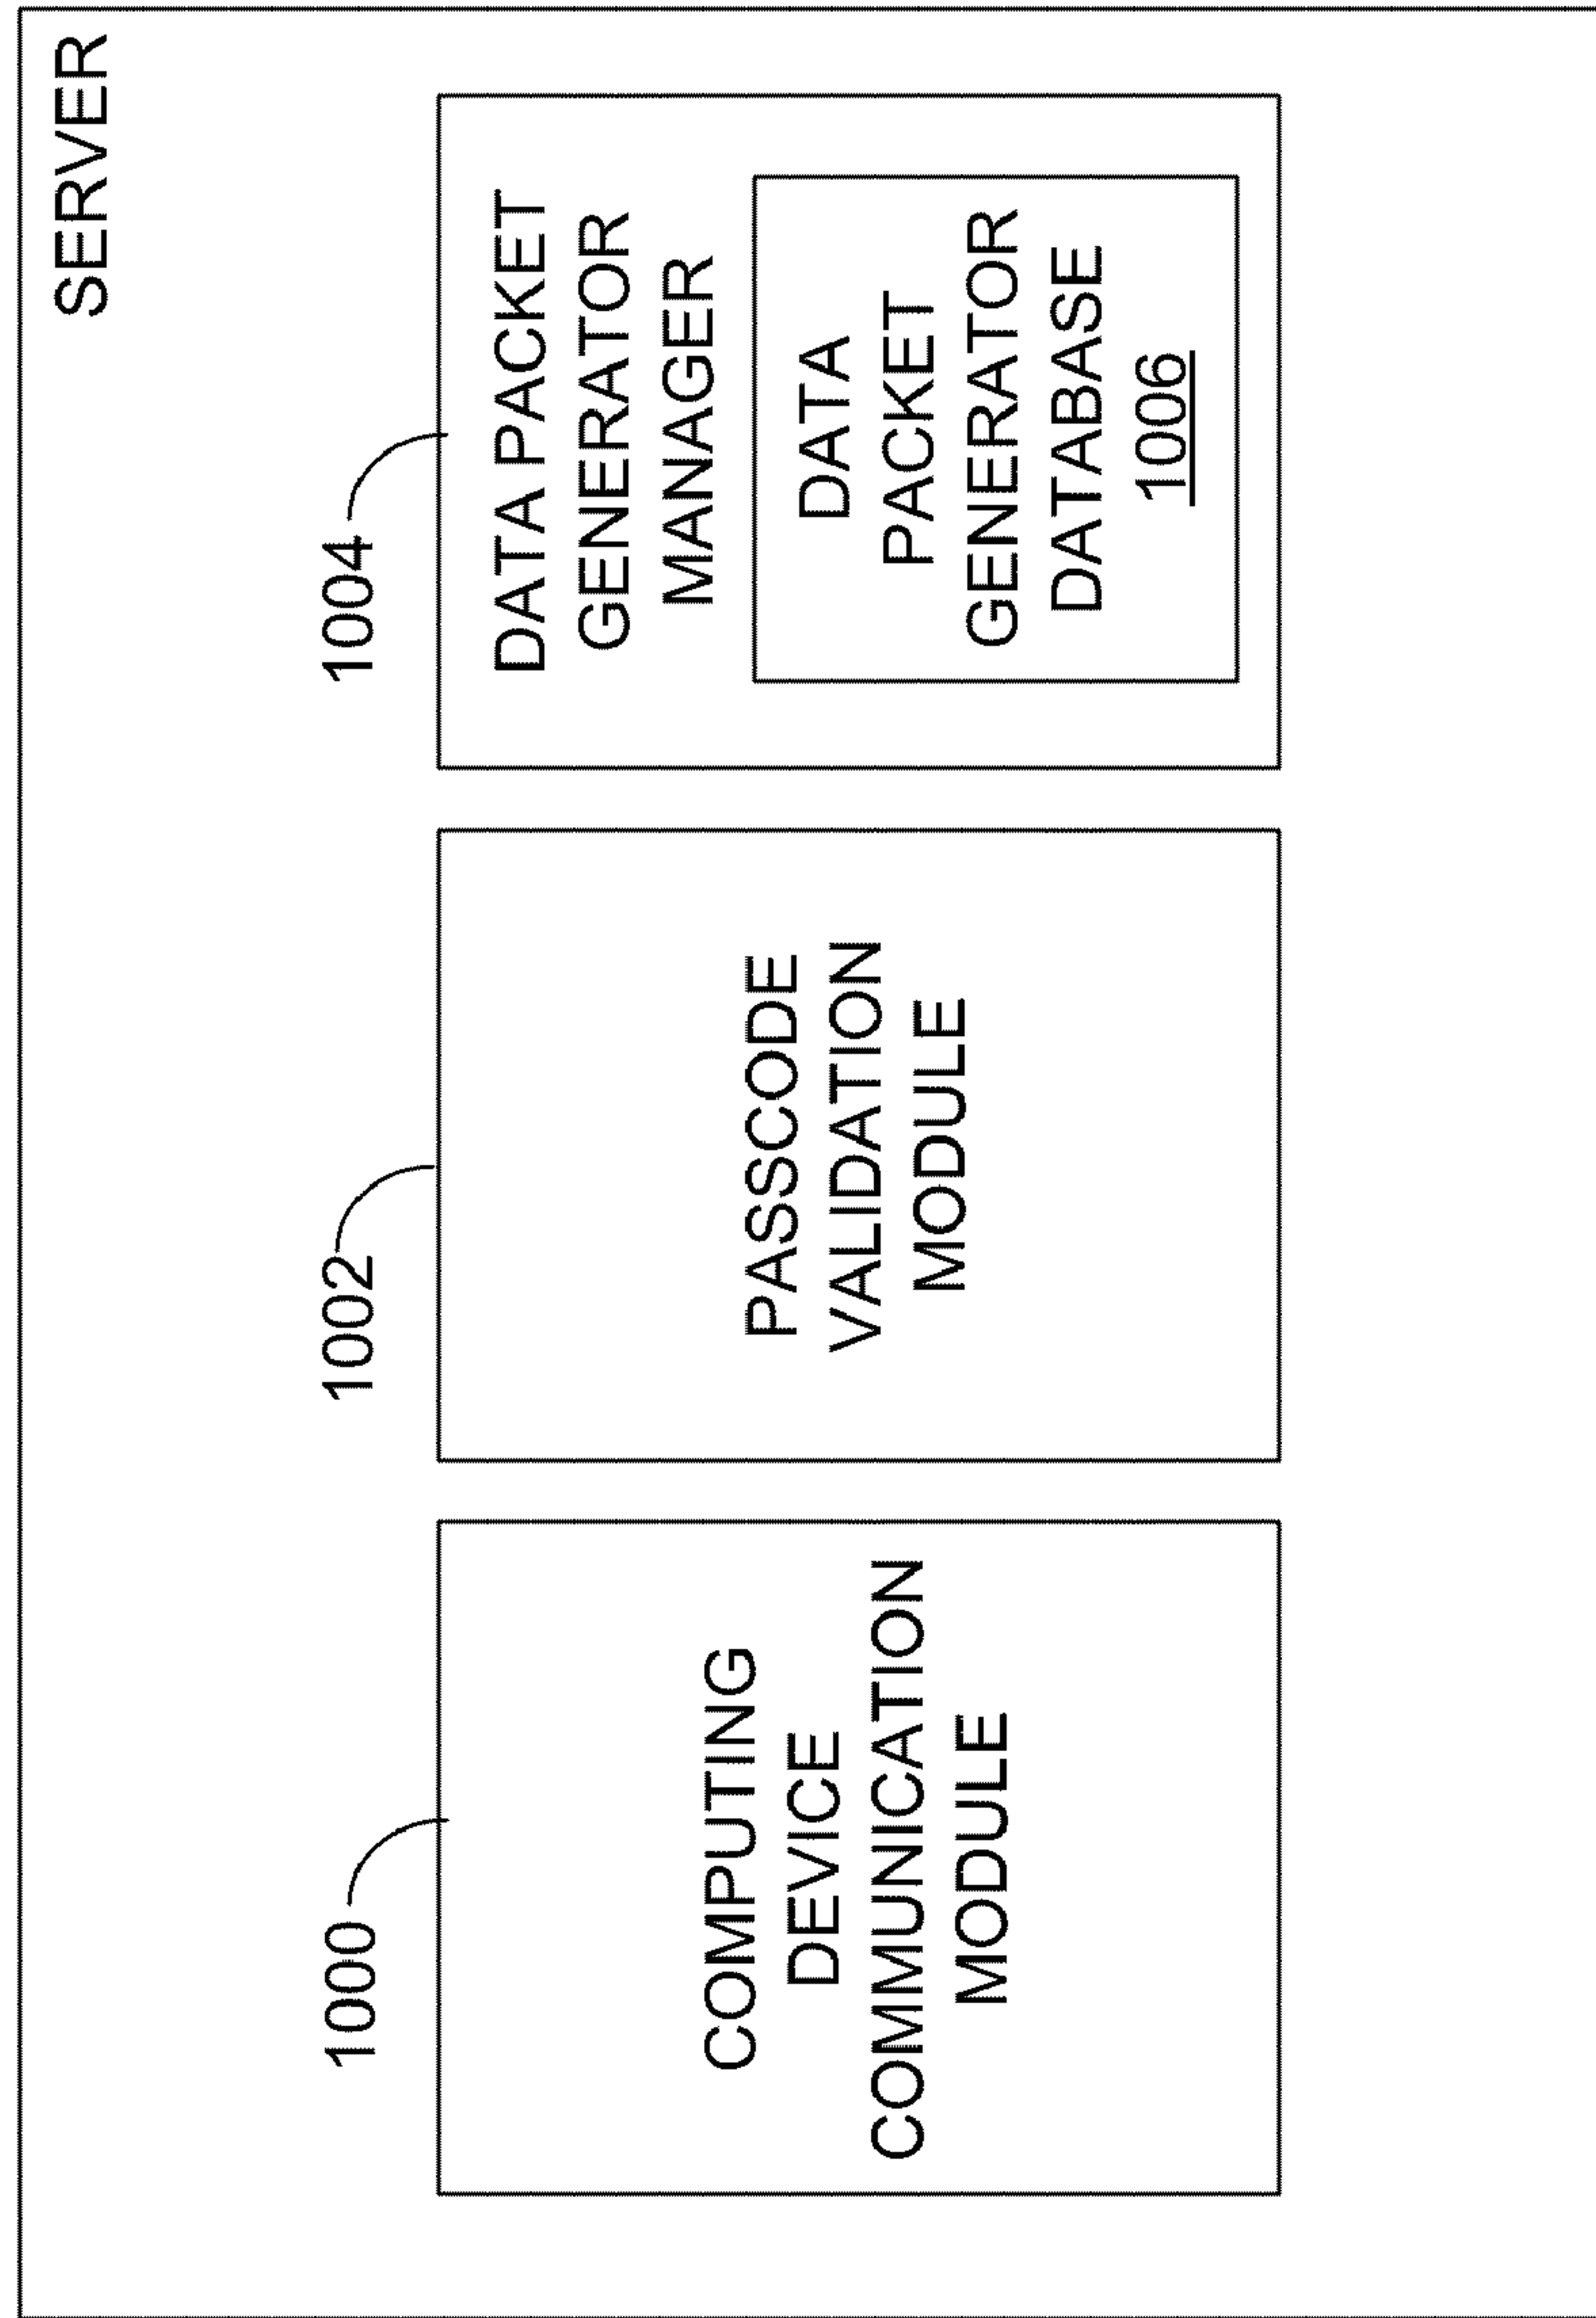 SERVER
1000
COMPUTING
DEVICE
COMMUNICATION
MODULE
1002
PASSCODE
VALIDATION
MODULE
1004
DATA PACKET
GENERATOR
MANAGER
DATA
PACKET
GENERATOR
DATABASE
1006